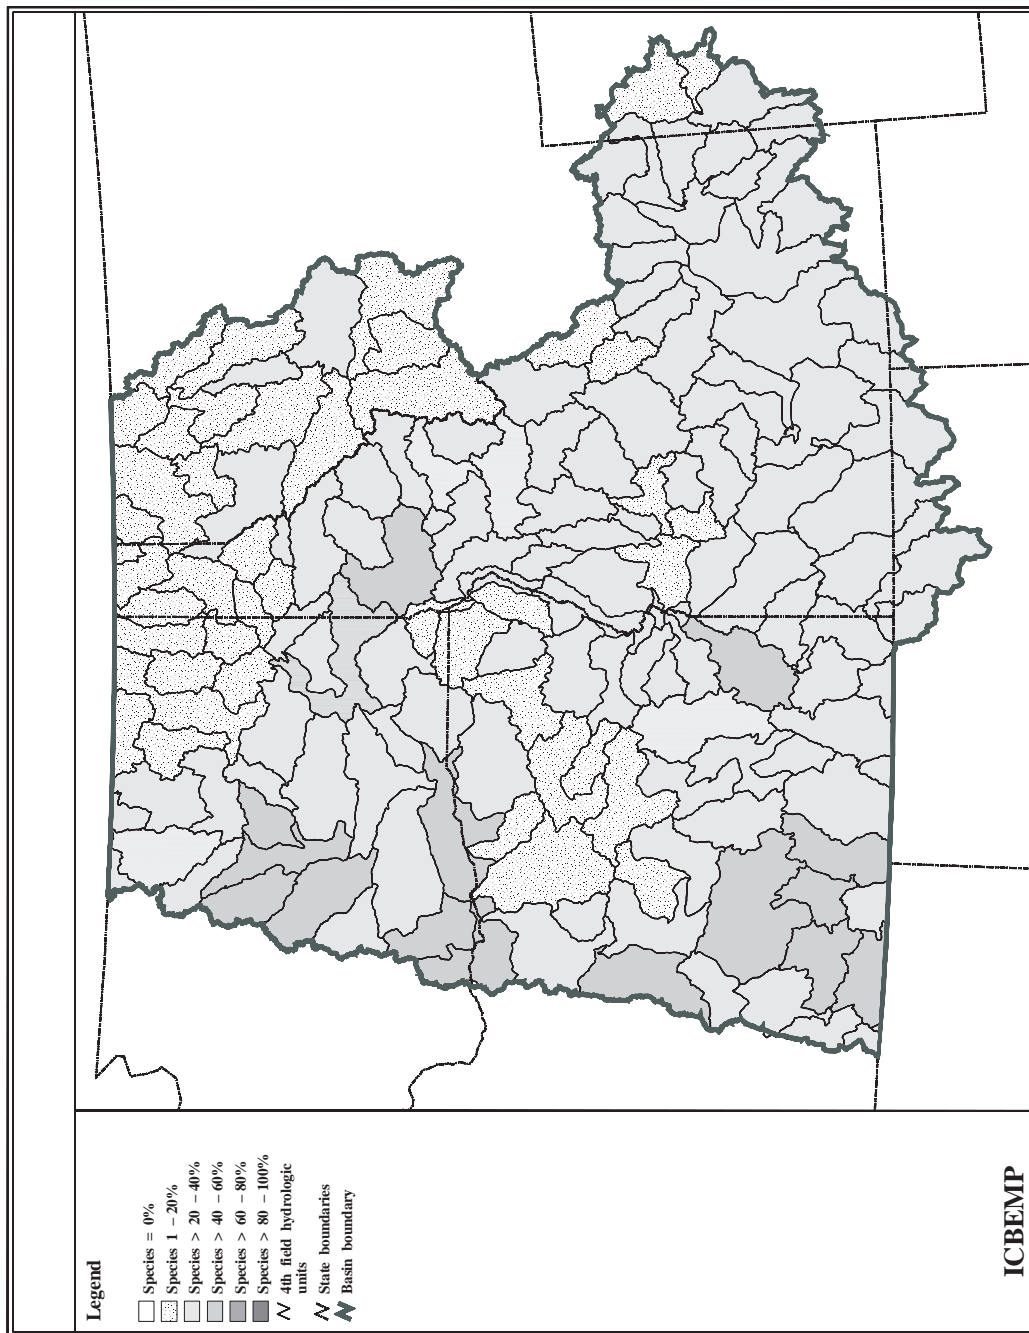 Legend
Species = 0%
Species 1 – 20%
Species > 20 – 40%
Species > 40 – 60%
Species > 60 – 80%
Species > 80 – 100%
4th field hydrologic
units
State boundaries
Basin boundary
ICBEMP